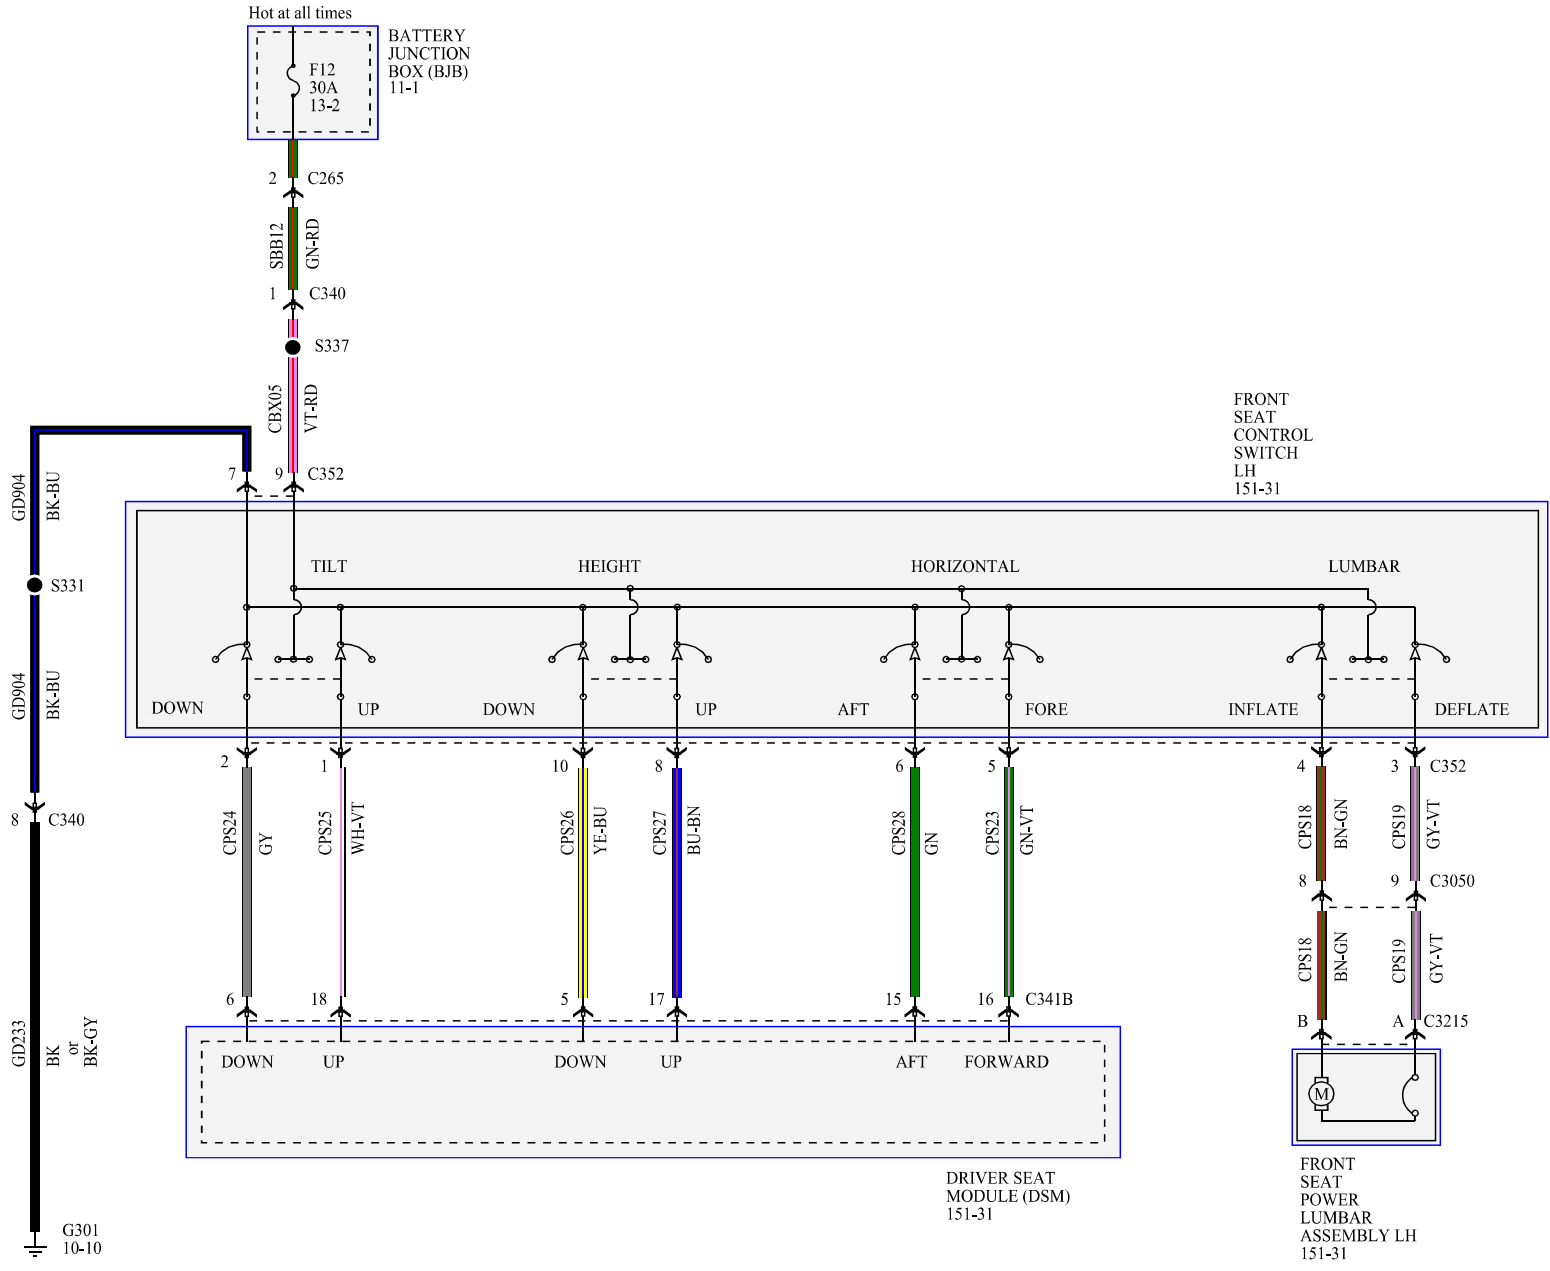 Hot at all times
BATTERY
JUNCTION
BOX (BJB)
11-1
F12
30A
13-2
2
C265
SBB12
GN-RD
1
C340
S337
CBX05
VT-RD
7
9
C352
FRONT
SEAT
CONTROL
SWITCH
LH
151-31
GD904
BK-BU
S331
GD904
BK-BU
8
C340
GD233
BK
or
BK-GY
G301
10-10
TILT
HEIGHT
HORIZONTAL
LUMBAR
DOWN
UP
DOWN
UP
AFT
FORE
INFLATE
DEFLATE
2
1
10
8
6
5
4
3
C352
CPS24
GY
CPS25
WH-VT
CPS26
YE-BU
CPS27
BU-BN
CPS28
GN
CPS23
GN-VT
CPS18
BN-GN
CPS19
GY-VT
8
9
C3050
CPS18
BN-GN
CPS19
GY-VT
6
18
5
17
15
16
C341B
B
A
C3215
DOWN
UP
DOWN
UP
AFT
FORWARD
M
DRIVER SEAT
MODULE (DSM)
151-31
FRONT
SEAT
POWER
LUMBAR
ASSEMBLY LH
151-31